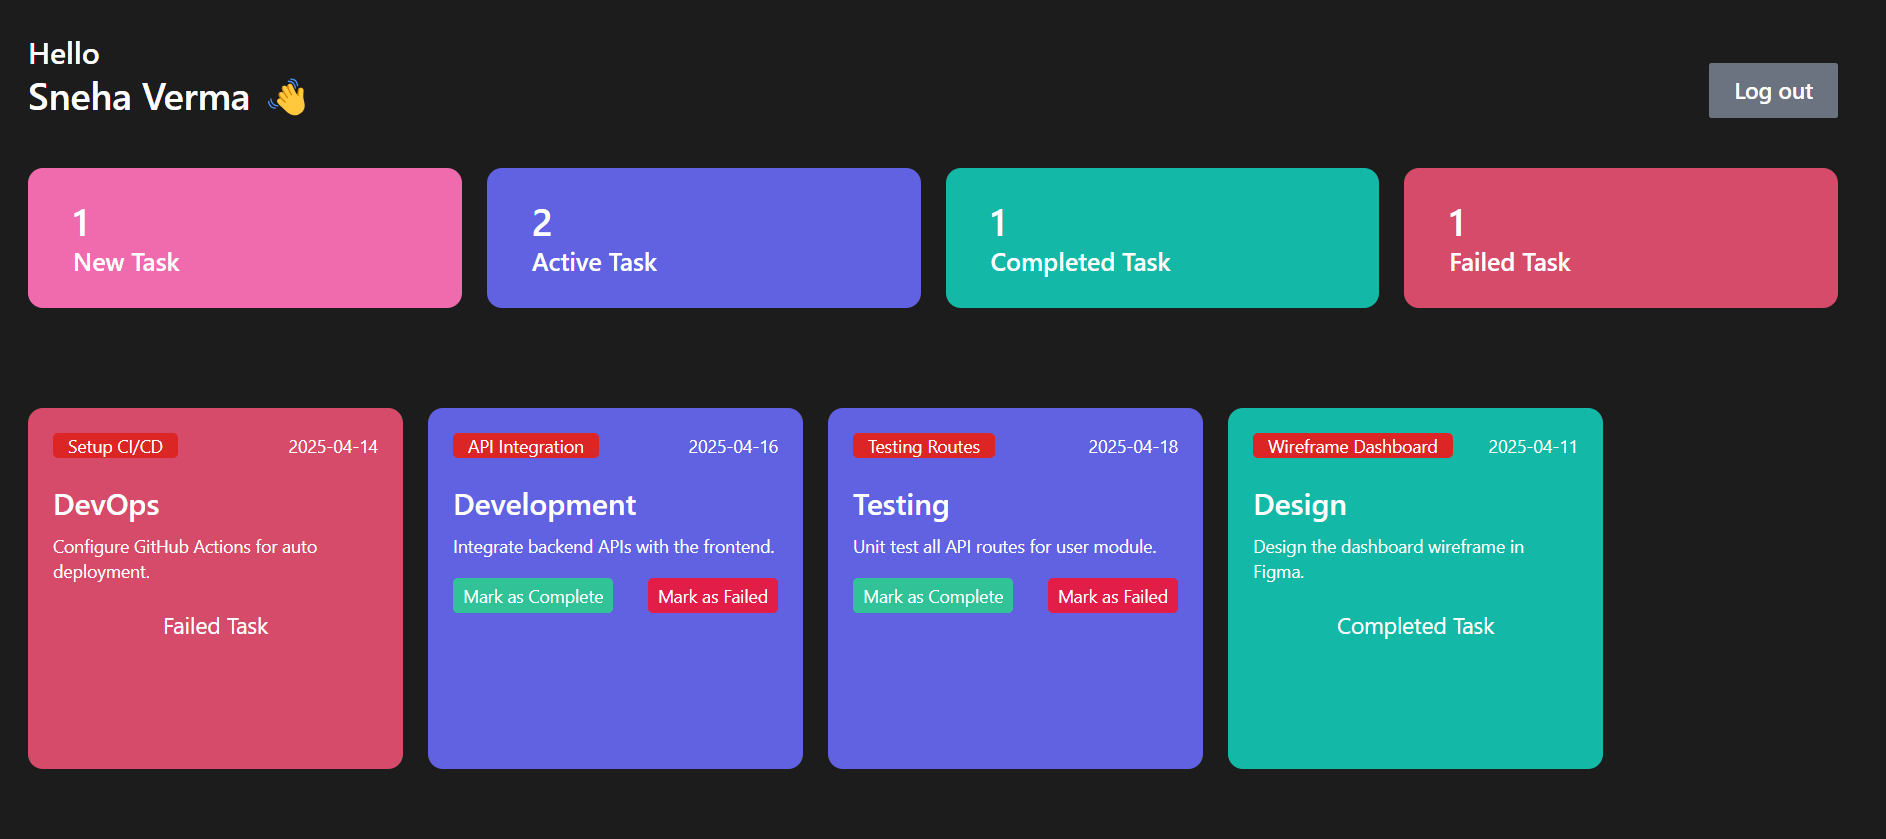 Hello
Sneha Verma 👋
Log out
1
New Task
2
Active Task
1
Completed Task
1
Failed Task
Setup CI/CD 2025-04-14
DevOps
Configure GitHub Actions for auto
deployment.
Failed Task
API Integration 2025-04-16
Development
Integrate backend APIs with the frontend.
Mark as Complete Mark as Failed
Testing Routes 2025-04-18
Testing
Unit test all API routes for user module.
Mark as Complete Mark as Failed
Wireframe Dashboard 2025-04-11
Design
Design the dashboard wireframe in
Figma.
Completed Task